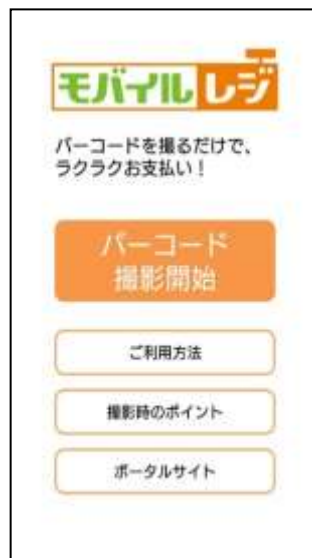 モバイルレジ
バーコードを撮るだけで、
ラクラクお支払い！
バーコード
撮影開始
ご利用方法
撮影時のポイント
ポータルサイト